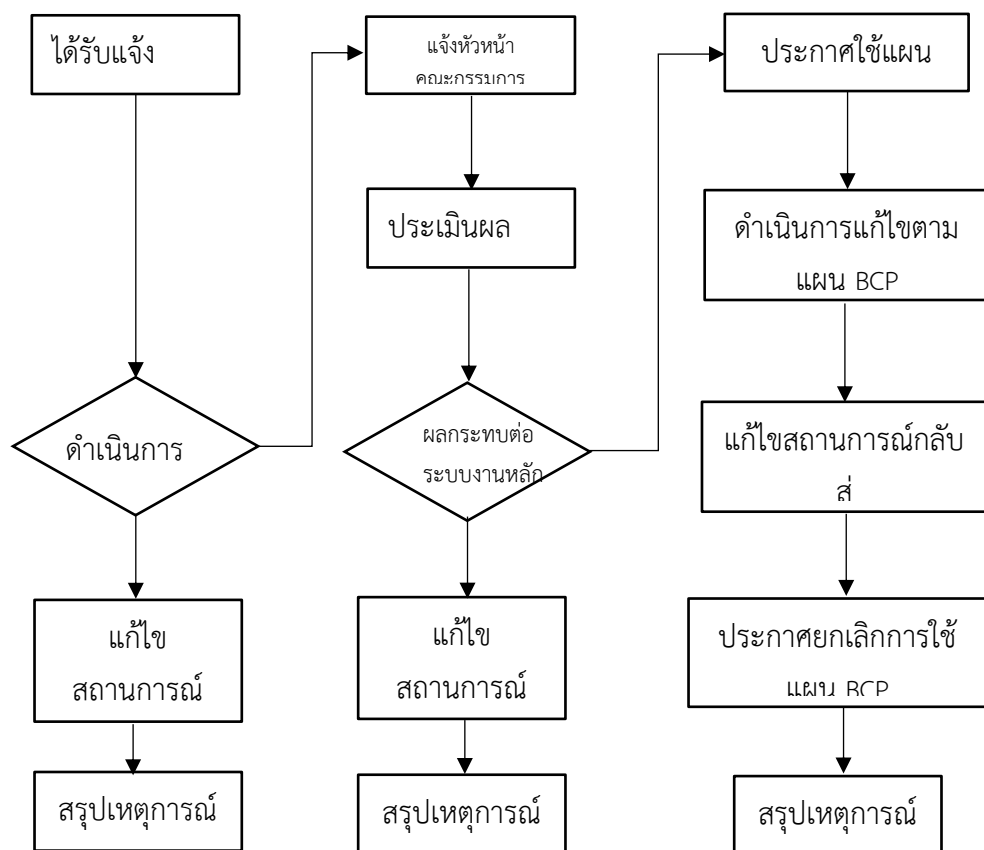 ได้รับแจ้ง
แจ้งหัวหน้า
คณะกรรมการ
ประกาศใช้แผน
ประเมินผล
ดำเนินการแก้ไขตาม
แผน BCP
ดำเนินการ
ผลกระทบต่อ
ระบบงานหลัก
แก้ไขสถานการณ์กลับ
สู่
แก้ไข
สถานการณ์
แก้ไข
สถานการณ์
ประกาศยกเลิกการใช้
แผน BCP
สรุปเหตุการณ์
สรุปเหตุการณ์
สรุปเหตุการณ์